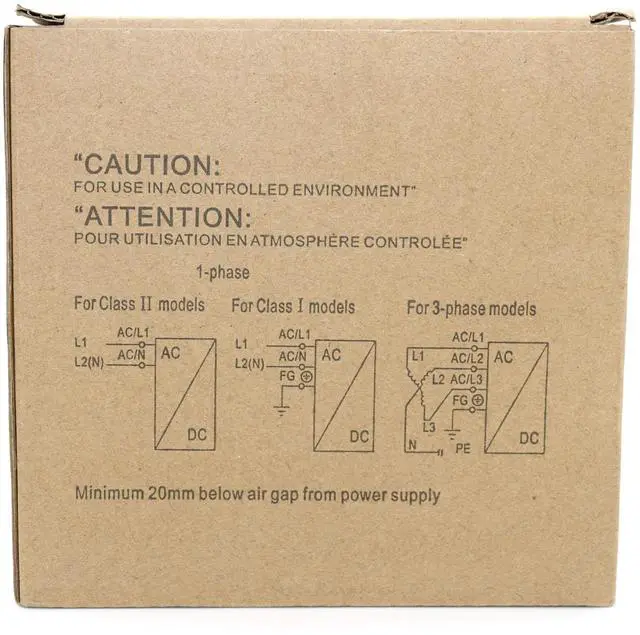 "CAUTION:
FOR USE IN A CONTROLLED ENVIRONMENT"
"ATTENTION:
POUR UTILISATION EN ATMOSPHÈRE CONTROLÉE"
1-phase
For Class II models
For Class I models
For 3-phase models
L1
AC/L1
L2(N)
AC/N
AC
DC
L1
AC/L1
L2(N)
AC/N
FG
AC
DC
AC/L1
L1
AC/L2
L2
AC/L3
FG
L3
N
PE
AC
DC
Minimum 20mm below air gap from power supply